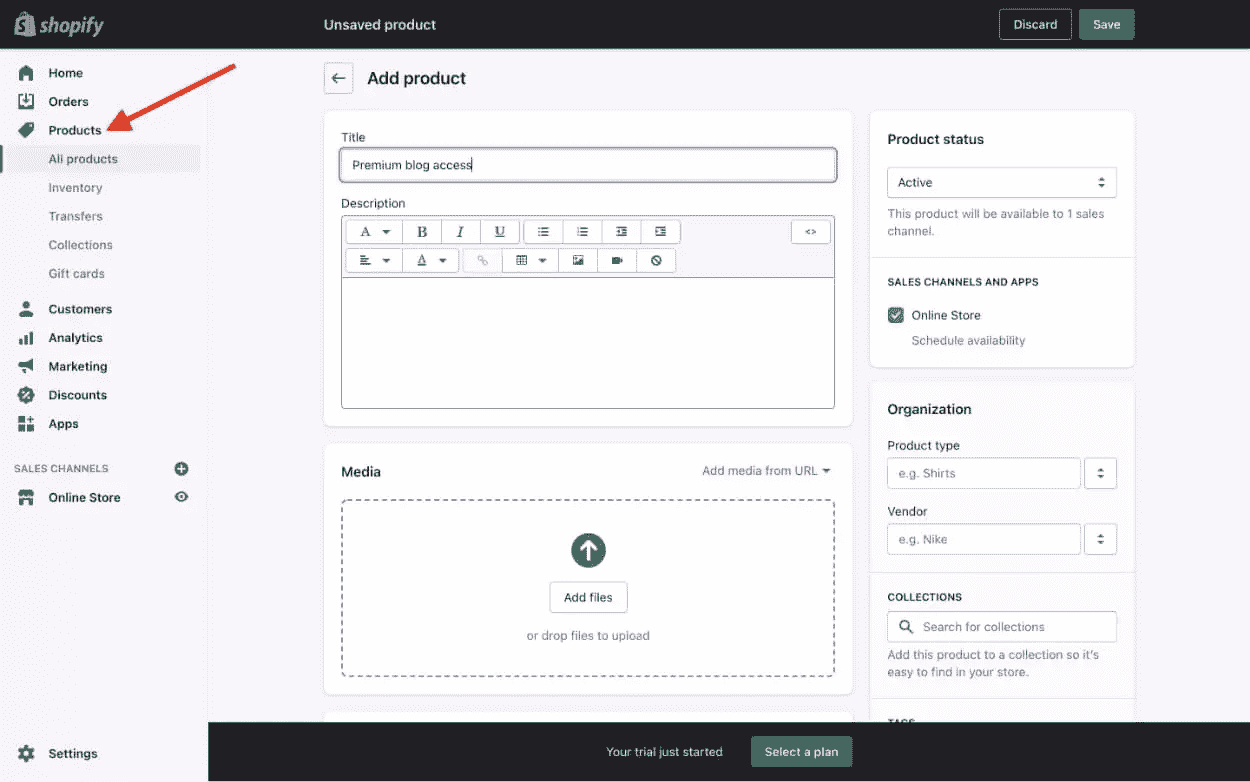 shopify
Unsaved product
Discard
Save
Home
Orders
Products
All products
Inventory
Transfers
Collections
Gift cards
Customers
Analytics
Marketing
Discounts
Apps
SALES CHANNELS
Online Store
Settings
Add product
Title
Premium blog access
Description
A
B
I
U
<>
A
Media
Add media from URL
Add files
or drop files to upload
Product status
Active
This product will be available to 1 sales
channel.
SALES CHANNELS AND APPS
Online Store
Schedule availability
Organization
Product type
e.g. Shirts
Vendor
e.g. Nike
COLLECTIONS
Search for collections
Add this product to a collection so it's
easy to find in your store.
TAGS
Your trial just started
Select a plan